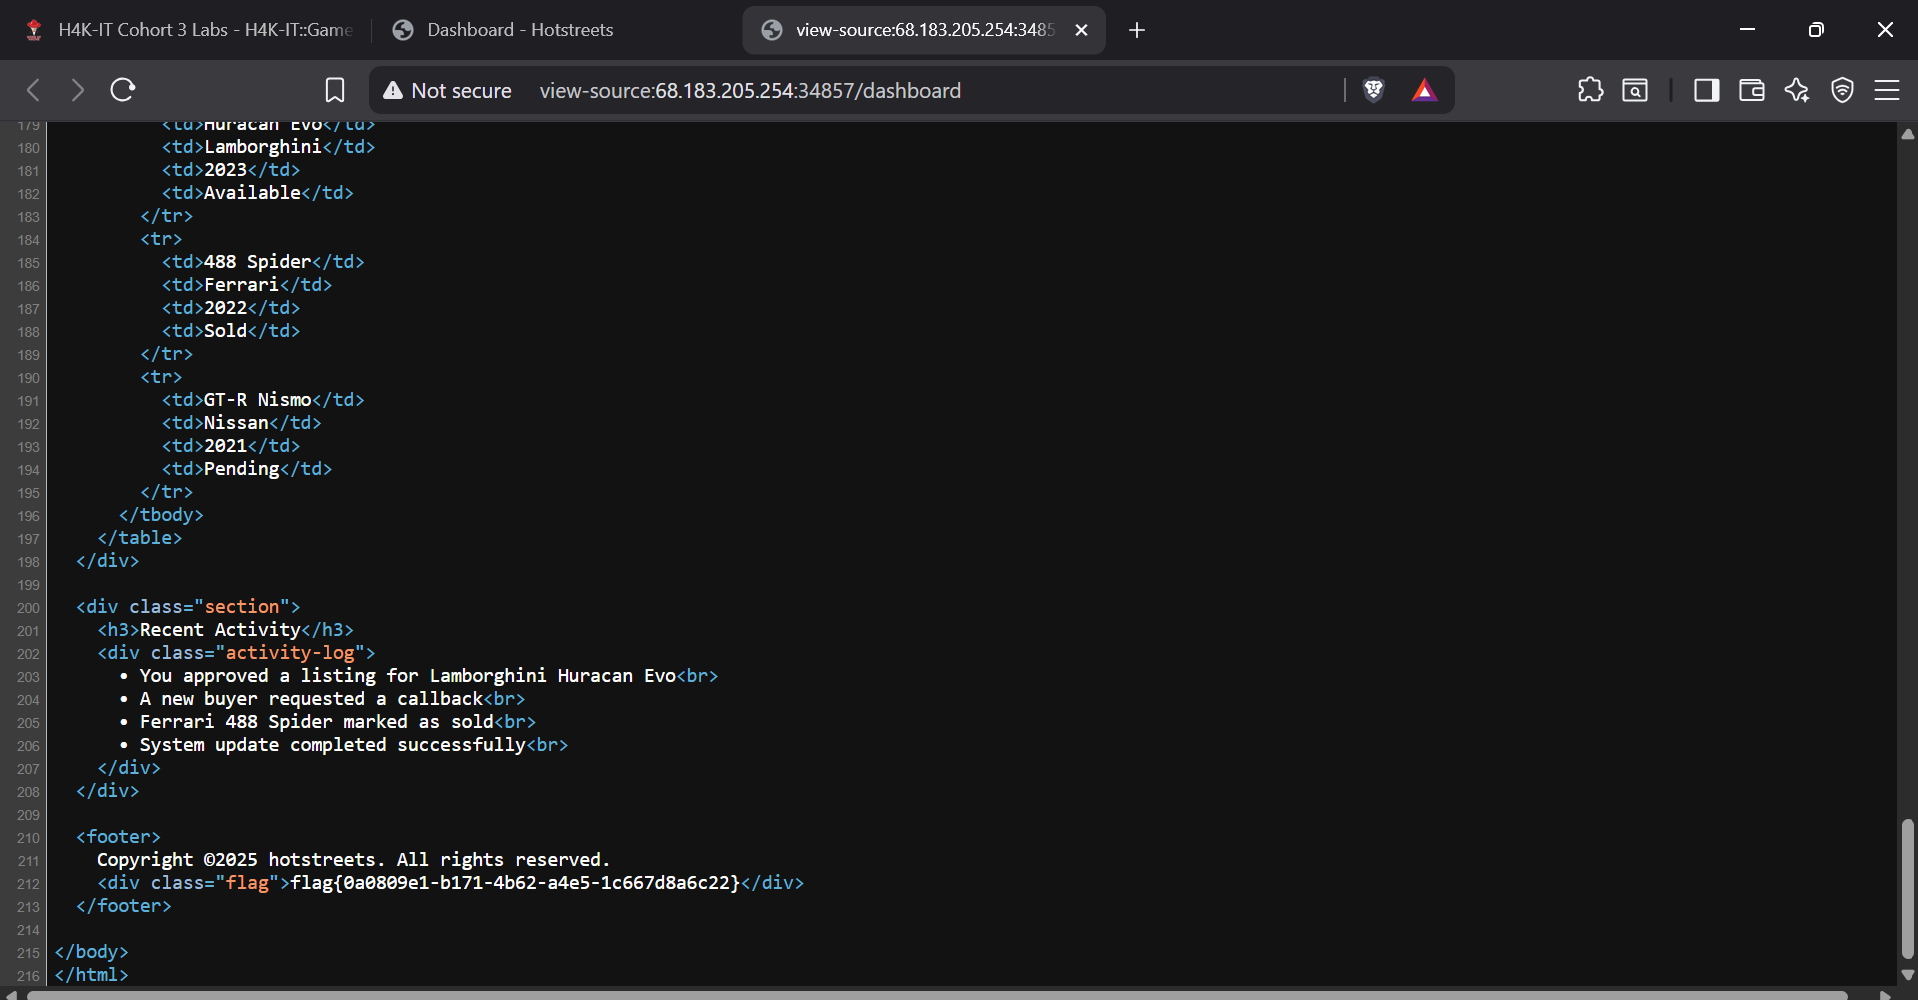 H4K-IT Cohort 3 Labs - H4K-IT::Game
Dashboard - Hotstreets
view-source:68.183.205.254:3485
Not secure
view-source:68.183.205.254:34857/dashboard
179 <td>Huracan Evo</td>
180 <td>Lamborghini</td>
181 <td>2023</td>
182 <td>Available</td>
183 </tr>
184 <tr>
185 <td>488 Spider</td>
186 <td>Ferrari</td>
187 <td>2022</td>
188 <td>Sold</td>
189 </tr>
190 <tr>
191 <td>GT-R Nismo</td>
192 <td>Nissan</td>
193 <td>2021</td>
194 <td>Pending</td>
195 </tr>
196 </tbody>
197 </table>
198 </div>
199
200 <div class="section">
201 <h3>Recent Activity</h3>
202 <div class="activity-log">
203 • You approved a listing for Lamborghini Huracan Evo<br>
204 • A new buyer requested a callback<br>
205 • Ferrari 488 Spider marked as sold<br>
206 • System update completed successfully<br>
207 </div>
208 </div>
209
210 <footer>
211 Copyright ©2025 hotstreets. All rights reserved.
212 <div class="flag">flag{0a0809e1-b171-4b62-a4e5-1c667d8a6c22}</div>
213 </footer>
214
215 </body>
216 </html>